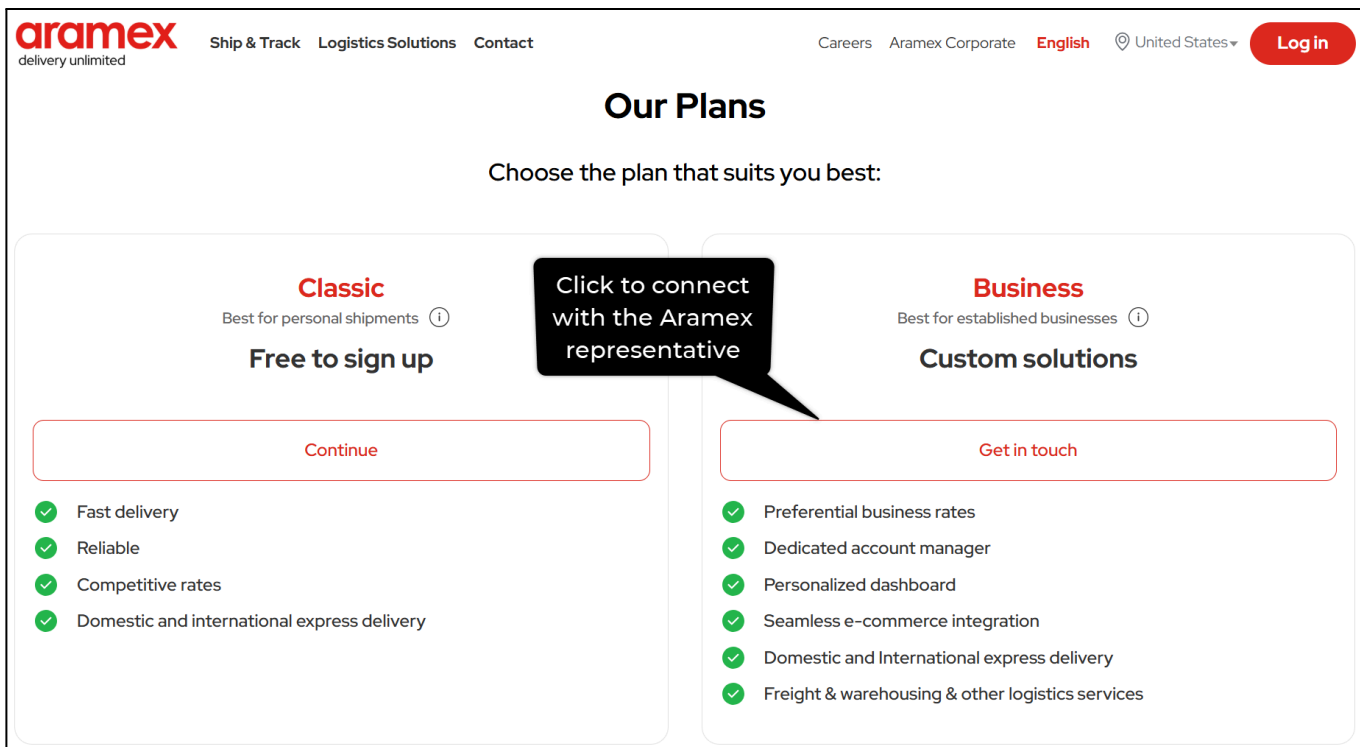 aramex
delivery unlimited
Ship & Track Logistics Solutions Contact
Careers Aramex Corporate English United States Log in
Our Plans
Choose the plan that suits you best:
Classic
Best for personal shipments i
Free to sign up
Continue
Fast delivery
Reliable
Competitive rates
Domestic and international express delivery
Click to connect
with the Aramex
representative
Business
Best for established businesses i
Custom solutions
Get in touch
Preferential business rates
Dedicated account manager
Personalized dashboard
Seamless e-commerce integration
Domestic and International express delivery
Freight & warehousing & other logistics services